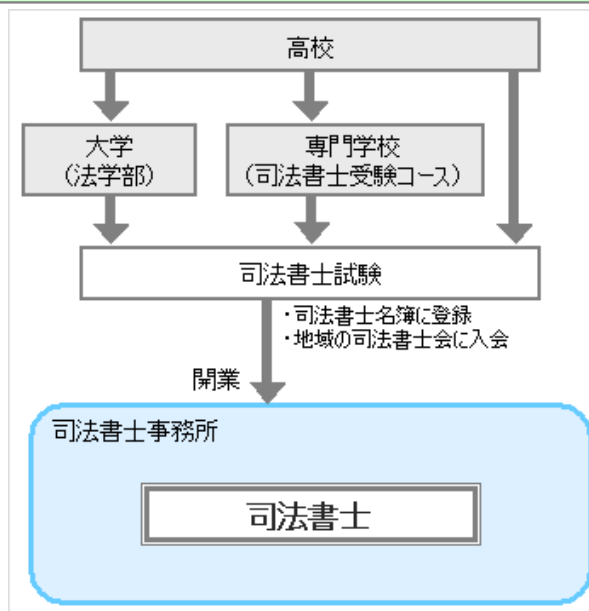 高校
大学
(法学部)
専門学校
(司法書士受験コース)
司法書士試験
・司法書士名簿に登録
・地域の司法書士会に入会
開業
司法書士事務所
司法書士